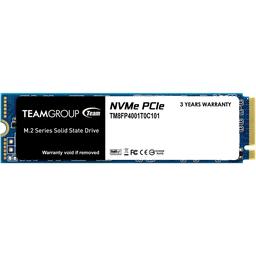 TEAMGROUP Team
M.2 Series Solid State Drive
Warranty void if removed
NVMe PCIe
TM8FP4001T0C101
3 YEARS WARRANTY